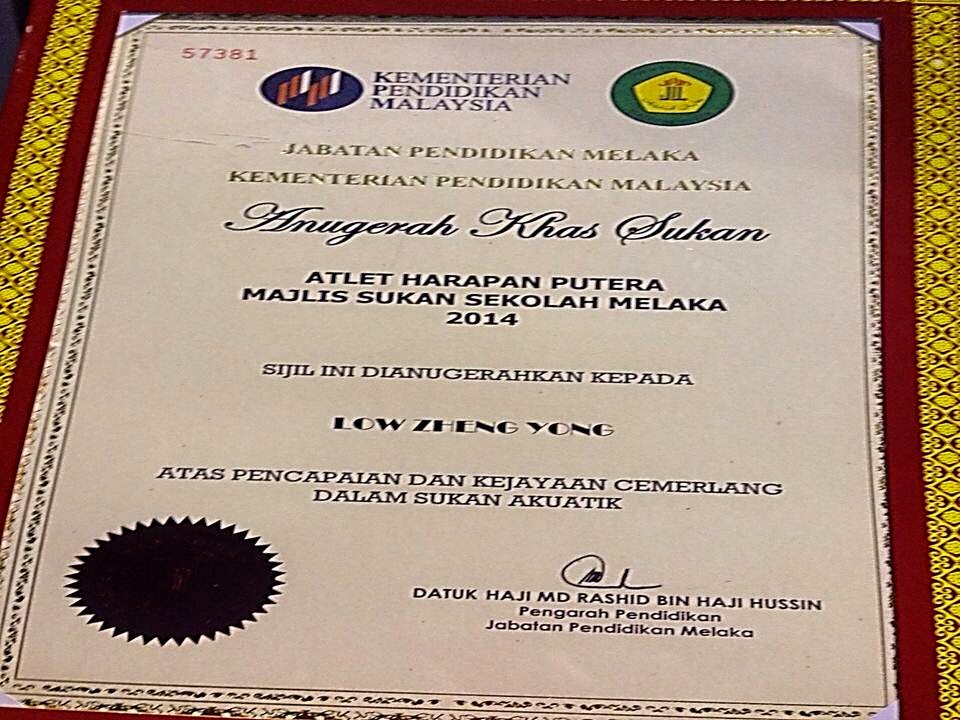 57381
KEMENTERIAN
PENDIDIKAN
MALAYSIA
JABATAN PENDIDIKAN MELAKA
KEMENTERIAN PENDIDIKAN MALAYSIA
Anugerah Khas Sukan
ATLET HARAPAN PUTERA
MAJLIS SUKAN SEKOLAH MELAKA
2014
SIJIL INI DIANUGERAHKAN KEPADA
LOW ZHENG YONG
ATAS PENCAPAIAN DAN KEJAYAAN CEMERLANG
DALAM SUKAN AKUATIK
DATUK HAJI MD RASHID BIN HAJI HUSSIN
Pengarah Pendidikan
Jabatan Pendidikan Melaka